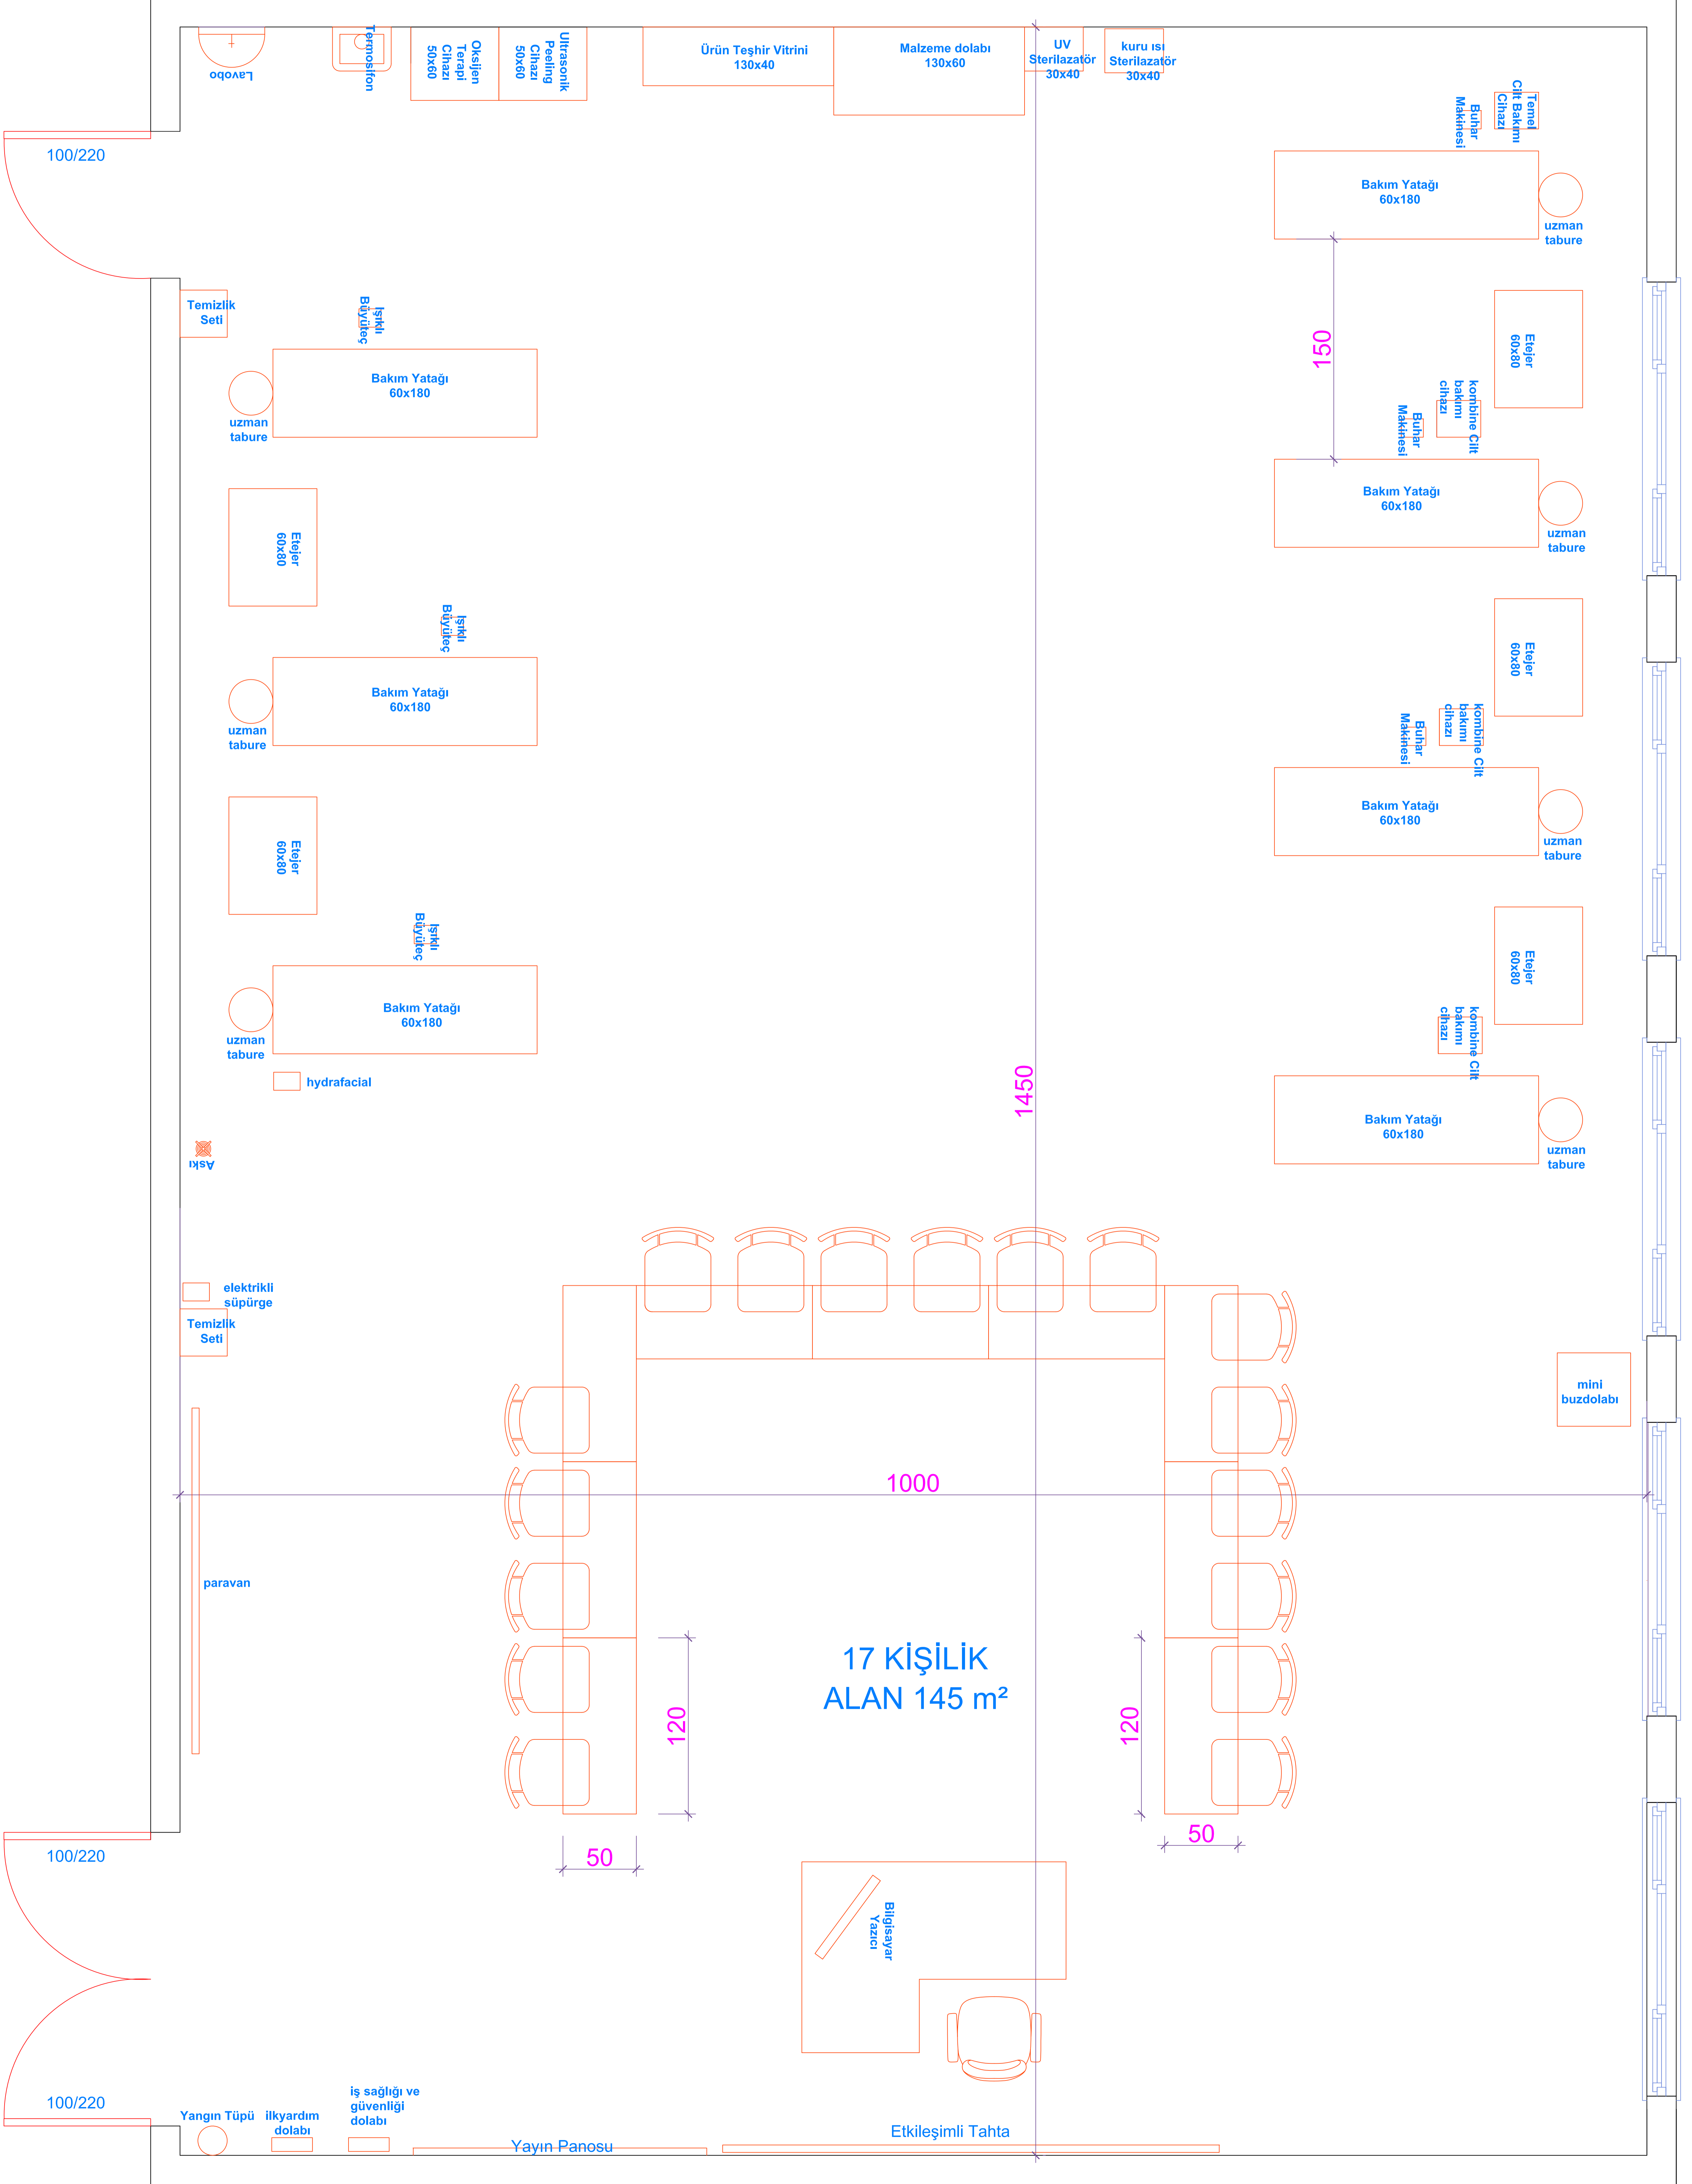 Lavobo
Termosifon
Oksijen
Terapi
Cihazı
50x60
Ultrasonik
Peeling
Cihazı
50x60
Ürün Teşhir Vitrini
130x40
Malzeme dolabı
130x60
UV
Sterilazatör
30x40
kuru ısı
Sterilazatör
30x40
Buhar
Makinesi
Temel
Cilt Bakımı
Cihazı
100/220
Bakım Yatağı
60x180
uzman
tabure
Temizlik
Seti
Işıklı
Büyüteç
150
Etejer
60x80
Bakım Yatağı
60x180
uzman
tabure
Buhar
Makinesi
kombine Cilt
bakımı
cihazı
Bakım Yatağı
60x180
uzman
tabure
Etejer
60x80
Işıklı
Büyüteç
Etejer
60x80
Bakım Yatağı
60x180
uzman
tabure
Buhar
Makinesi
kombine Cilt
bakımı
cihazı
Bakım Yatağı
60x180
uzman
tabure
Etejer
60x80
Işıklı
Büyüteç
Etejer
60x80
Bakım Yatağı
60x180
uzman
tabure
kombine Cilt
bakımı
cihazı
hydrafacial
1450
Bakım Yatağı
60x180
uzman
tabure
Askı
elektrikli
süpürge
Temizlik
Seti
mini
buzdolabı
1000
paravan
17 KİŞİLİK
ALAN 145 m²
120
120
50
50
100/220
Bilgisayar
Yazıcı
100/220
Yangın Tüpü
ilkyardım
dolabı
iş sağlığı ve
güvenliği
dolabı
Yayın Panosu
Etkileşimli Tahta